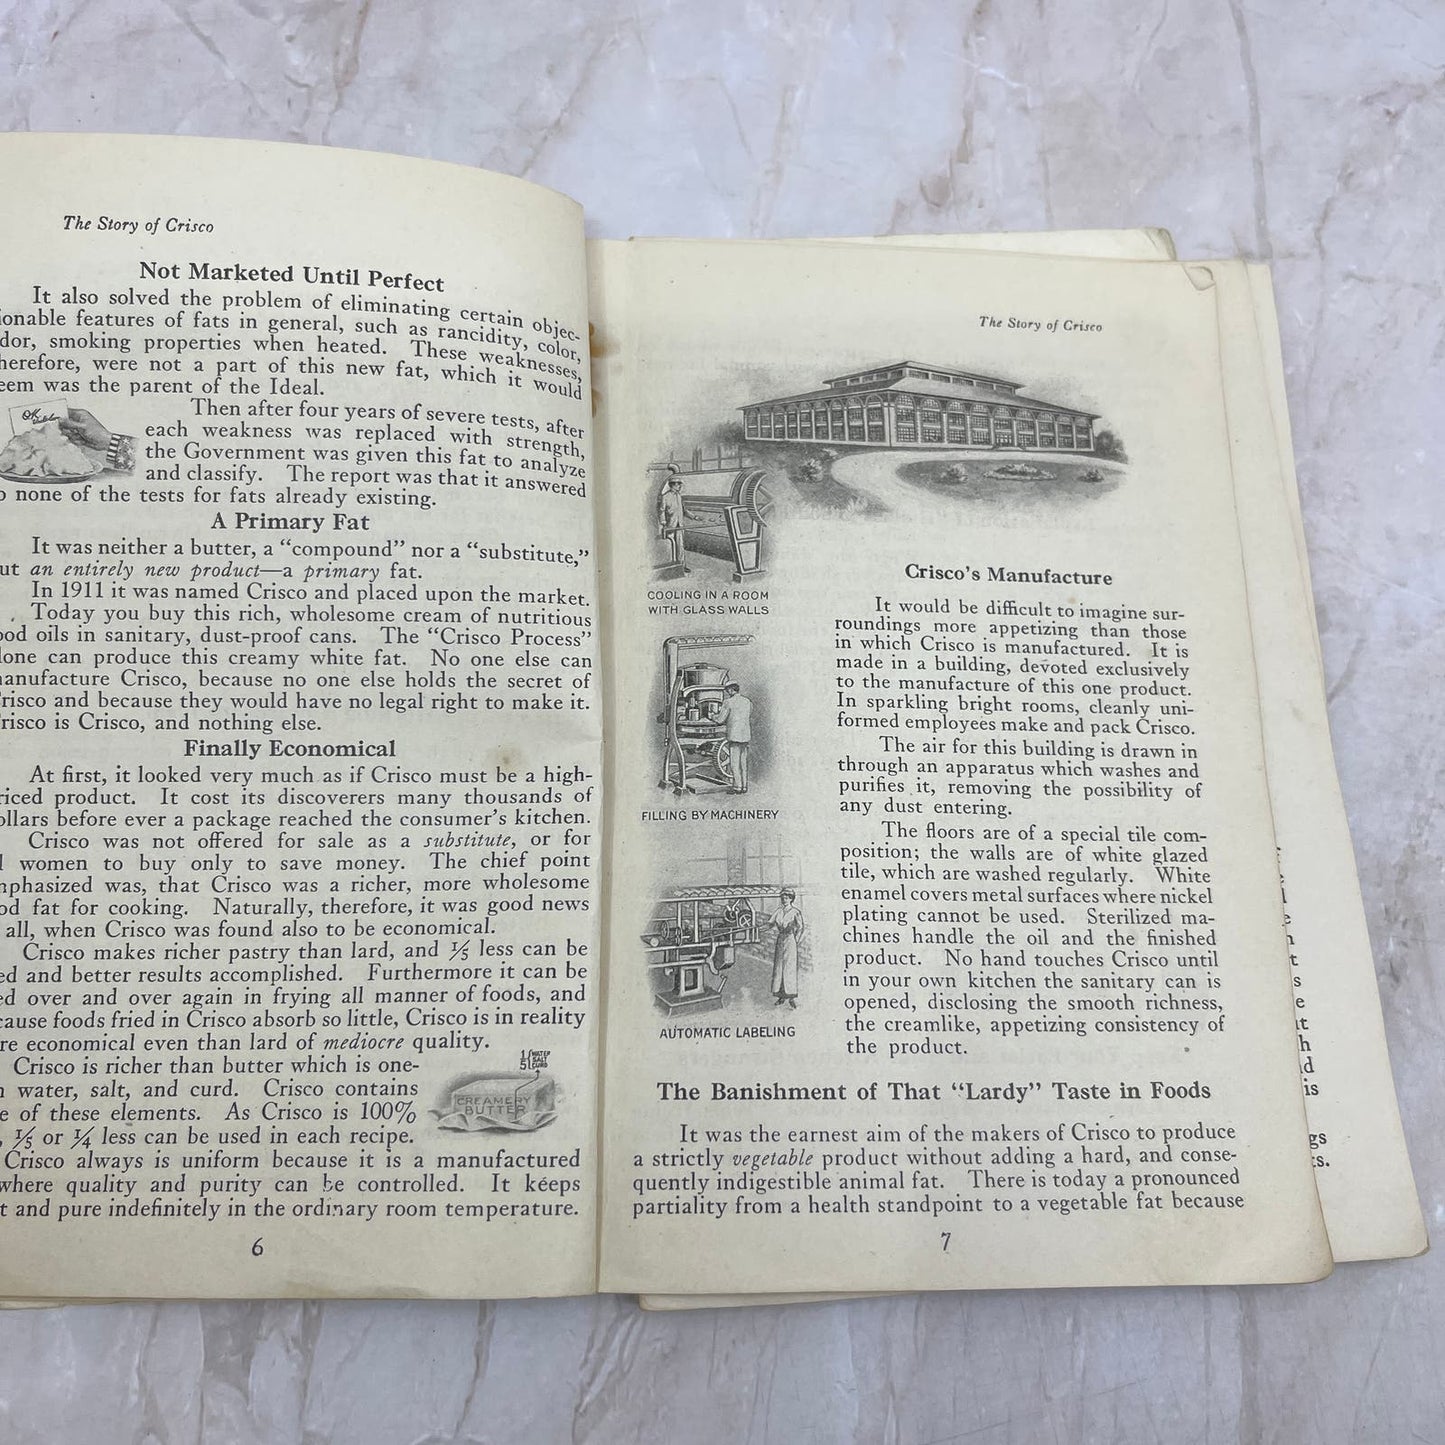 The Story of Crisco
Not Marketed Until Perfect
It also solved the problem of eliminating certain objec-
features of fats in general, such as rancidity, color,
smoking properties when heated. These weaknesses,
were not a part of this new fat, which it would
was the parent of the Ideal.
OK
Then after four years of severe tests, after
each weakness was replaced with strength,
the Government was given this fat to analyze
and classify. The report was that it answered
none of the tests for fats already existing.
A Primary Fat
It was neither a butter, a “compound” nor a “substitute,”
an entirely new product—a primary fat.
In 1911 it was named Crisco and placed upon the market.
Today you buy this rich, wholesome cream of nutritious
oils in sanitary, dust-proof cans. The “Crisco Process”
can produce this creamy white fat. No one else can
Crisco, because no one else holds the secret of
and because they would have no legal right to make it.
is Crisco, and nothing else.
Finally Economical
At first, it looked very much as if Crisco must be a high-
product. It cost its discoverers many thousands of
before ever a package reached the consumer's kitchen.
Crisco was not offered for sale as a substitute, or for
women to buy only to save money. The chief point
was, that Crisco was a richer, more wholesome
fat for cooking. Naturally, therefore, it was good news
all, when Crisco was found also to be economical.
Crisco makes richer pastry than lard, and 1/5 less can be
and better results accomplished. Furthermore it can be
over and over again in frying all manner of foods, and
foods fried in Crisco absorb so little, Crisco is in reality
economical even than lard of mediocre quality.
Crisco is richer than butter which is one-
water, salt, and curd. Crisco contains
of these elements. As Crisco is 100%
1/5 or 1/4 less can be used in each recipe.
1/5 WATER SALT CURD
CREAMERY
BUTTER
Crisco always is uniform because it is a manufactured
where quality and purity can be controlled. It keeps
and pure indefinitely in the ordinary room temperature.
6
The Story of Crisco
COOLING IN A ROOM
WITH GLASS WALLS
FILLING BY MACHINERY
AUTOMATIC LABELING
Crisco's Manufacture
It would be difficult to imagine sur-
roundings more appetizing than those
in which Crisco is manufactured. It is
made in a building, devoted exclusively
to the manufacture of this one product.
In sparkling bright rooms, cleanly uni-
formed employees make and pack Crisco.
The air for this building is drawn in
through an apparatus which washes and
purifies it, removing the possibility of
any dust entering.
The floors are of a special tile com-
position; the walls are of white glazed
tile, which are washed regularly. White
enamel covers metal surfaces where nickel
plating cannot be used. Sterilized ma-
chines handle the oil and the finished
product. No hand touches Crisco until
in your own kitchen the sanitary can is
opened, disclosing the smooth richness,
the creamlike, appetizing consistency of
the product.
The Banishment of That “Lardy” Taste in Foods
It was the earnest aim of the makers of Crisco to produce
a strictly vegetable product without adding a hard, and conse-
quently indigestible animal fat. There is today a pronounced
partiality from a health standpoint to a vegetable fat because
7